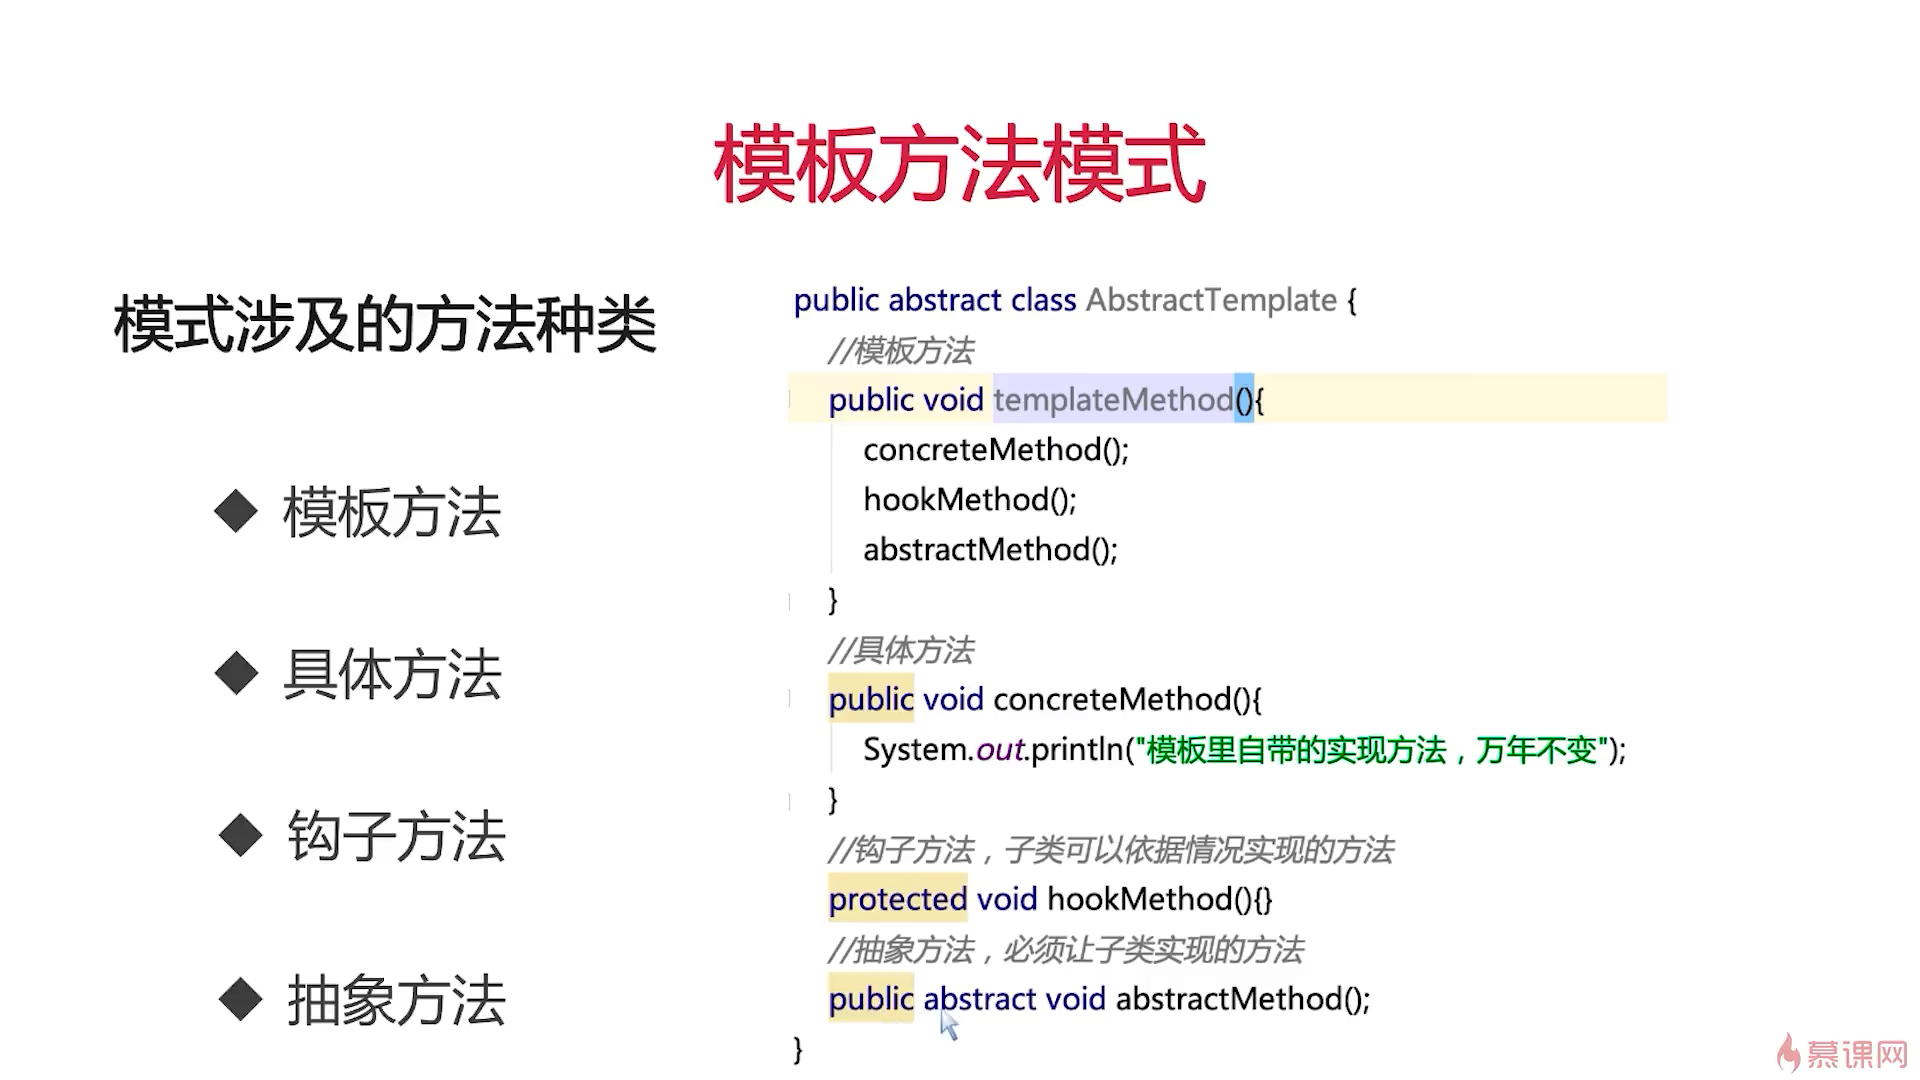 模板方法模式
模式涉及的方法种类
◆ 模板方法
◆ 具体方法
◆ 钩子方法
◆ 抽象方法
public abstract class AbstractTemplate {
//模板方法
public void templateMethod(){
concreteMethod();
hookMethod();
abstractMethod();
}
//具体方法
public void concreteMethod(){
System.out.println("模板里自带的实现方法，万年不变");
}
//钩子方法，子类可以依据情况实现的方法
protected void hookMethod(){}
//抽象方法，必须让子类实现的方法
public abstract void abstractMethod();
}
慕课网